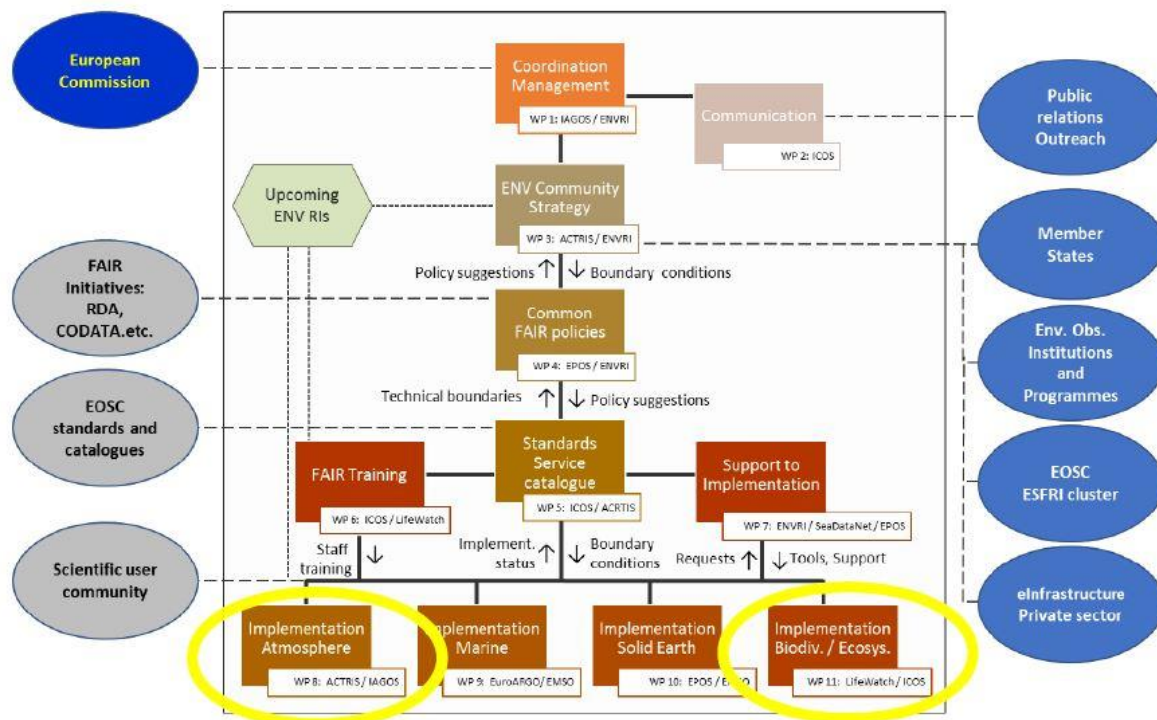 European
Commission
Coordination
Management
WP 1: IAGOS / ENVRI
Communication
WP 2: ICOS
Public
relations
Outreach
Upcoming
ENV RIs
ENV Community
Strategy
WP 3: ACTRIS / ENVRI
Member
States
Policy suggestions ↑ ↓ Boundary conditions
FAIR
Initiatives:
RDA,
CODATA.etc.
Common
FAIR policies
WP 4: EPOS / ENVRI
Env. Obs.
Institutions
and
Programmes
Technical boundaries ↑ ↓ Policy suggestions
EOSC
standards and
catalogues
FAIR Training
WP 6: ICOS / LifeWatch
Standards
Service
catalogue
WP 5: ICOS / ACRTIS
Support to
Implementation
WP 7: ENVRI / SeaDataNet / EPOS
EOSC
ESFRI cluster
Staff
training ↓
Implement.
status ↑
↓ Boundary
conditions
Requests ↑ ↓ Tools, Support
Scientific user
community
eInfrastructure
Private sector
Implementation
Atmosphere
WP 8: ACTRIS / IAGOS
Implementation
Marine
WP 9: EuroARGO / EMSO
Implementation
Solid Earth
WP 10: EPOS /
Implementation
Biodiv. / Ecosys.
WP 11: LifeWatch / ICOS